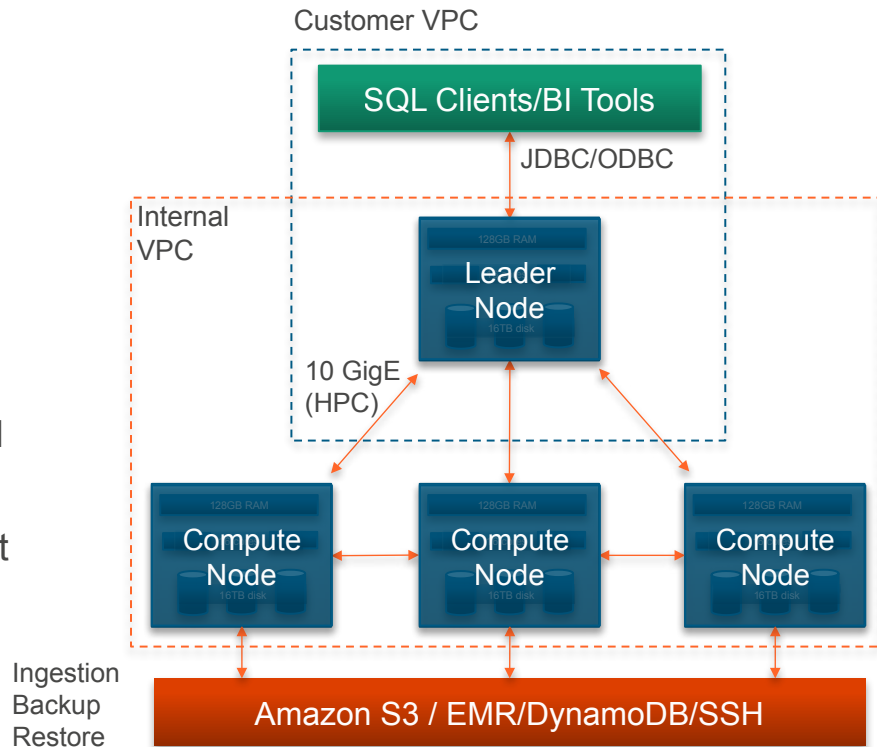 Customer VPC
SQL Clients/BI Tools
JDBC/ODBC
Internal
VPC
128GB RAM
Leader
Node
16TB disk
10 GigE
(HPC)
128GB RAM
Compute
Node
16TB disk
128GB RAM
Compute
Node
16TB disk
128GB RAM
Compute
Node
16TB disk
Ingestion
Backup
Restore
Amazon S3 / EMR/DynamoDB/SSH